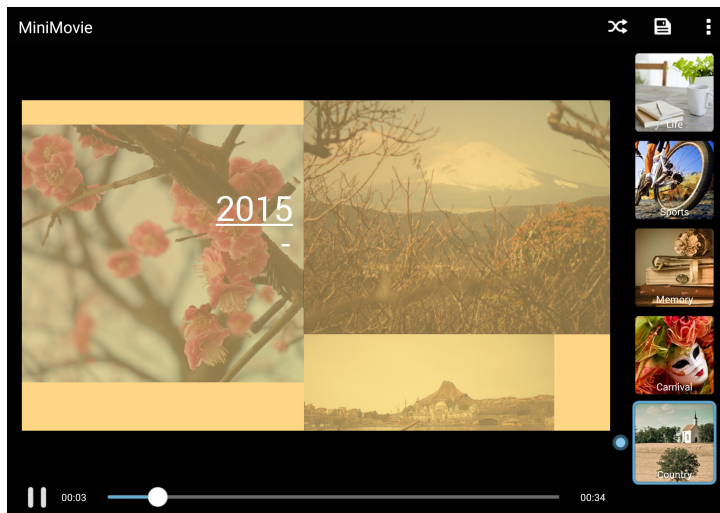 MiniMovie
Life
2015
-
Sports
Memory
Carnival
Country
00:03
00:34